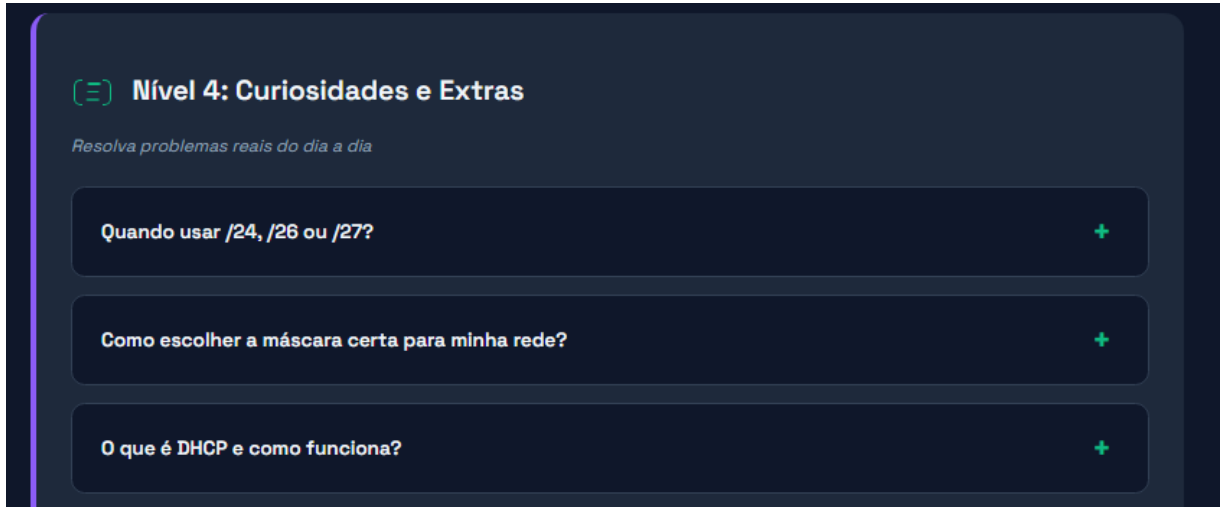 Nível 4: Curiosidades e Extras
Resolva problemas reais do dia a dia
Quando usar /24, /26 ou /27?
+
Como escolher a máscara certa para minha rede?
+
O que é DHCP e como funciona?
+